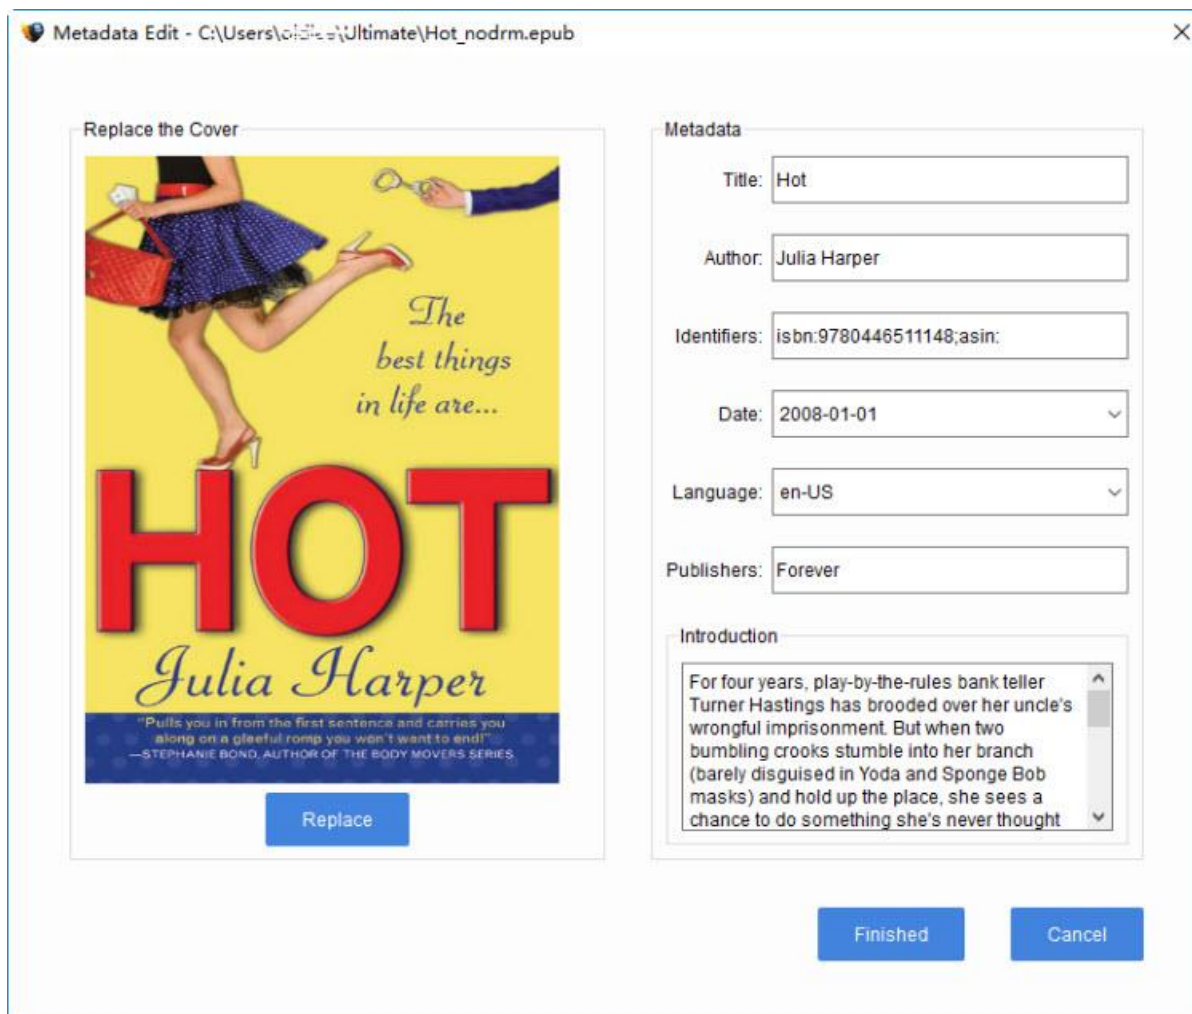 Metadata Edit - C:\Users\Ultimate\Hot_nodrm.epub
Replace the Cover
The
best things
in life are...
HOT
Julia Harper
"Pulls you in from the first sentence and carries you
along on a gleeful romp you won't want to end!"
—STEPHANIE BOND, AUTHOR OF THE BODY MOVERS SERIES
Replace
Metadata
Title: Hot
Author: Julia Harper
Identifiers: isbn:9780446511148;asin:
Date: 2008-01-01
Language: en-US
Publishers: Forever
Introduction
For four years, play-by-the-rules bank teller
Turner Hastings has brooded over her uncle's
wrongful imprisonment. But when two
bumbling crooks stumble into her branch
(barely disguised in Yoda and Sponge Bob
masks) and hold up the place, she sees a
chance to do something she's never thought
Finished
Cancel